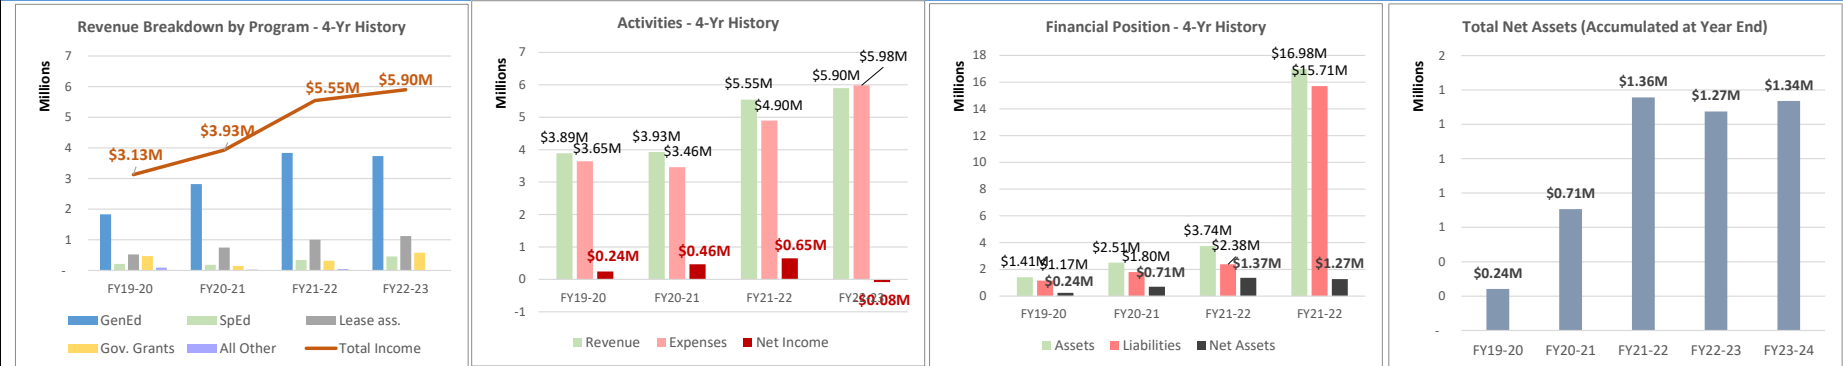 Revenue Breakdown by Program - 4-Yr History
Millions
7
6
5
4
3
2
1
-
$3.13M
$3.93M
$5.55M
$5.90M
FY19-20
FY20-21
FY21-22
FY22-23
GenEd
SpEd
Lease ass.
Gov. Grants
All Other
Total Income
Activities - 4-Yr History
Millions
7
6
5
4
3
2
1
0
-1
$3.89M
$3.65M
$0.24M
$3.93M
$3.46M
$0.46M
$5.55M
$4.90M
$0.65M
$5.90M
$5.98M
$0.08M
FY19-20
FY20-21
FY21-22
FY22-23
Revenue
Expenses
Net Income
Financial Position - 4-Yr History
Millions
18
16
14
12
10
8
6
4
2
0
$1.41M
$1.17M
$0.24M
$2.51M
$1.80M
$0.71M
$3.74M
$2.38M
$1.37M
$16.98M
$15.71M
$1.27M
FY19-20
FY20-21
FY21-22
FY21-22
Assets
Liabilities
Net Assets
Total Net Assets (Accumulated at Year End)
Millions
2
1
1
1
1
1
0
0
-
$0.24M
$0.71M
$1.36M
$1.27M
$1.34M
FY19-20
FY20-21
FY21-22
FY22-23
FY23-24